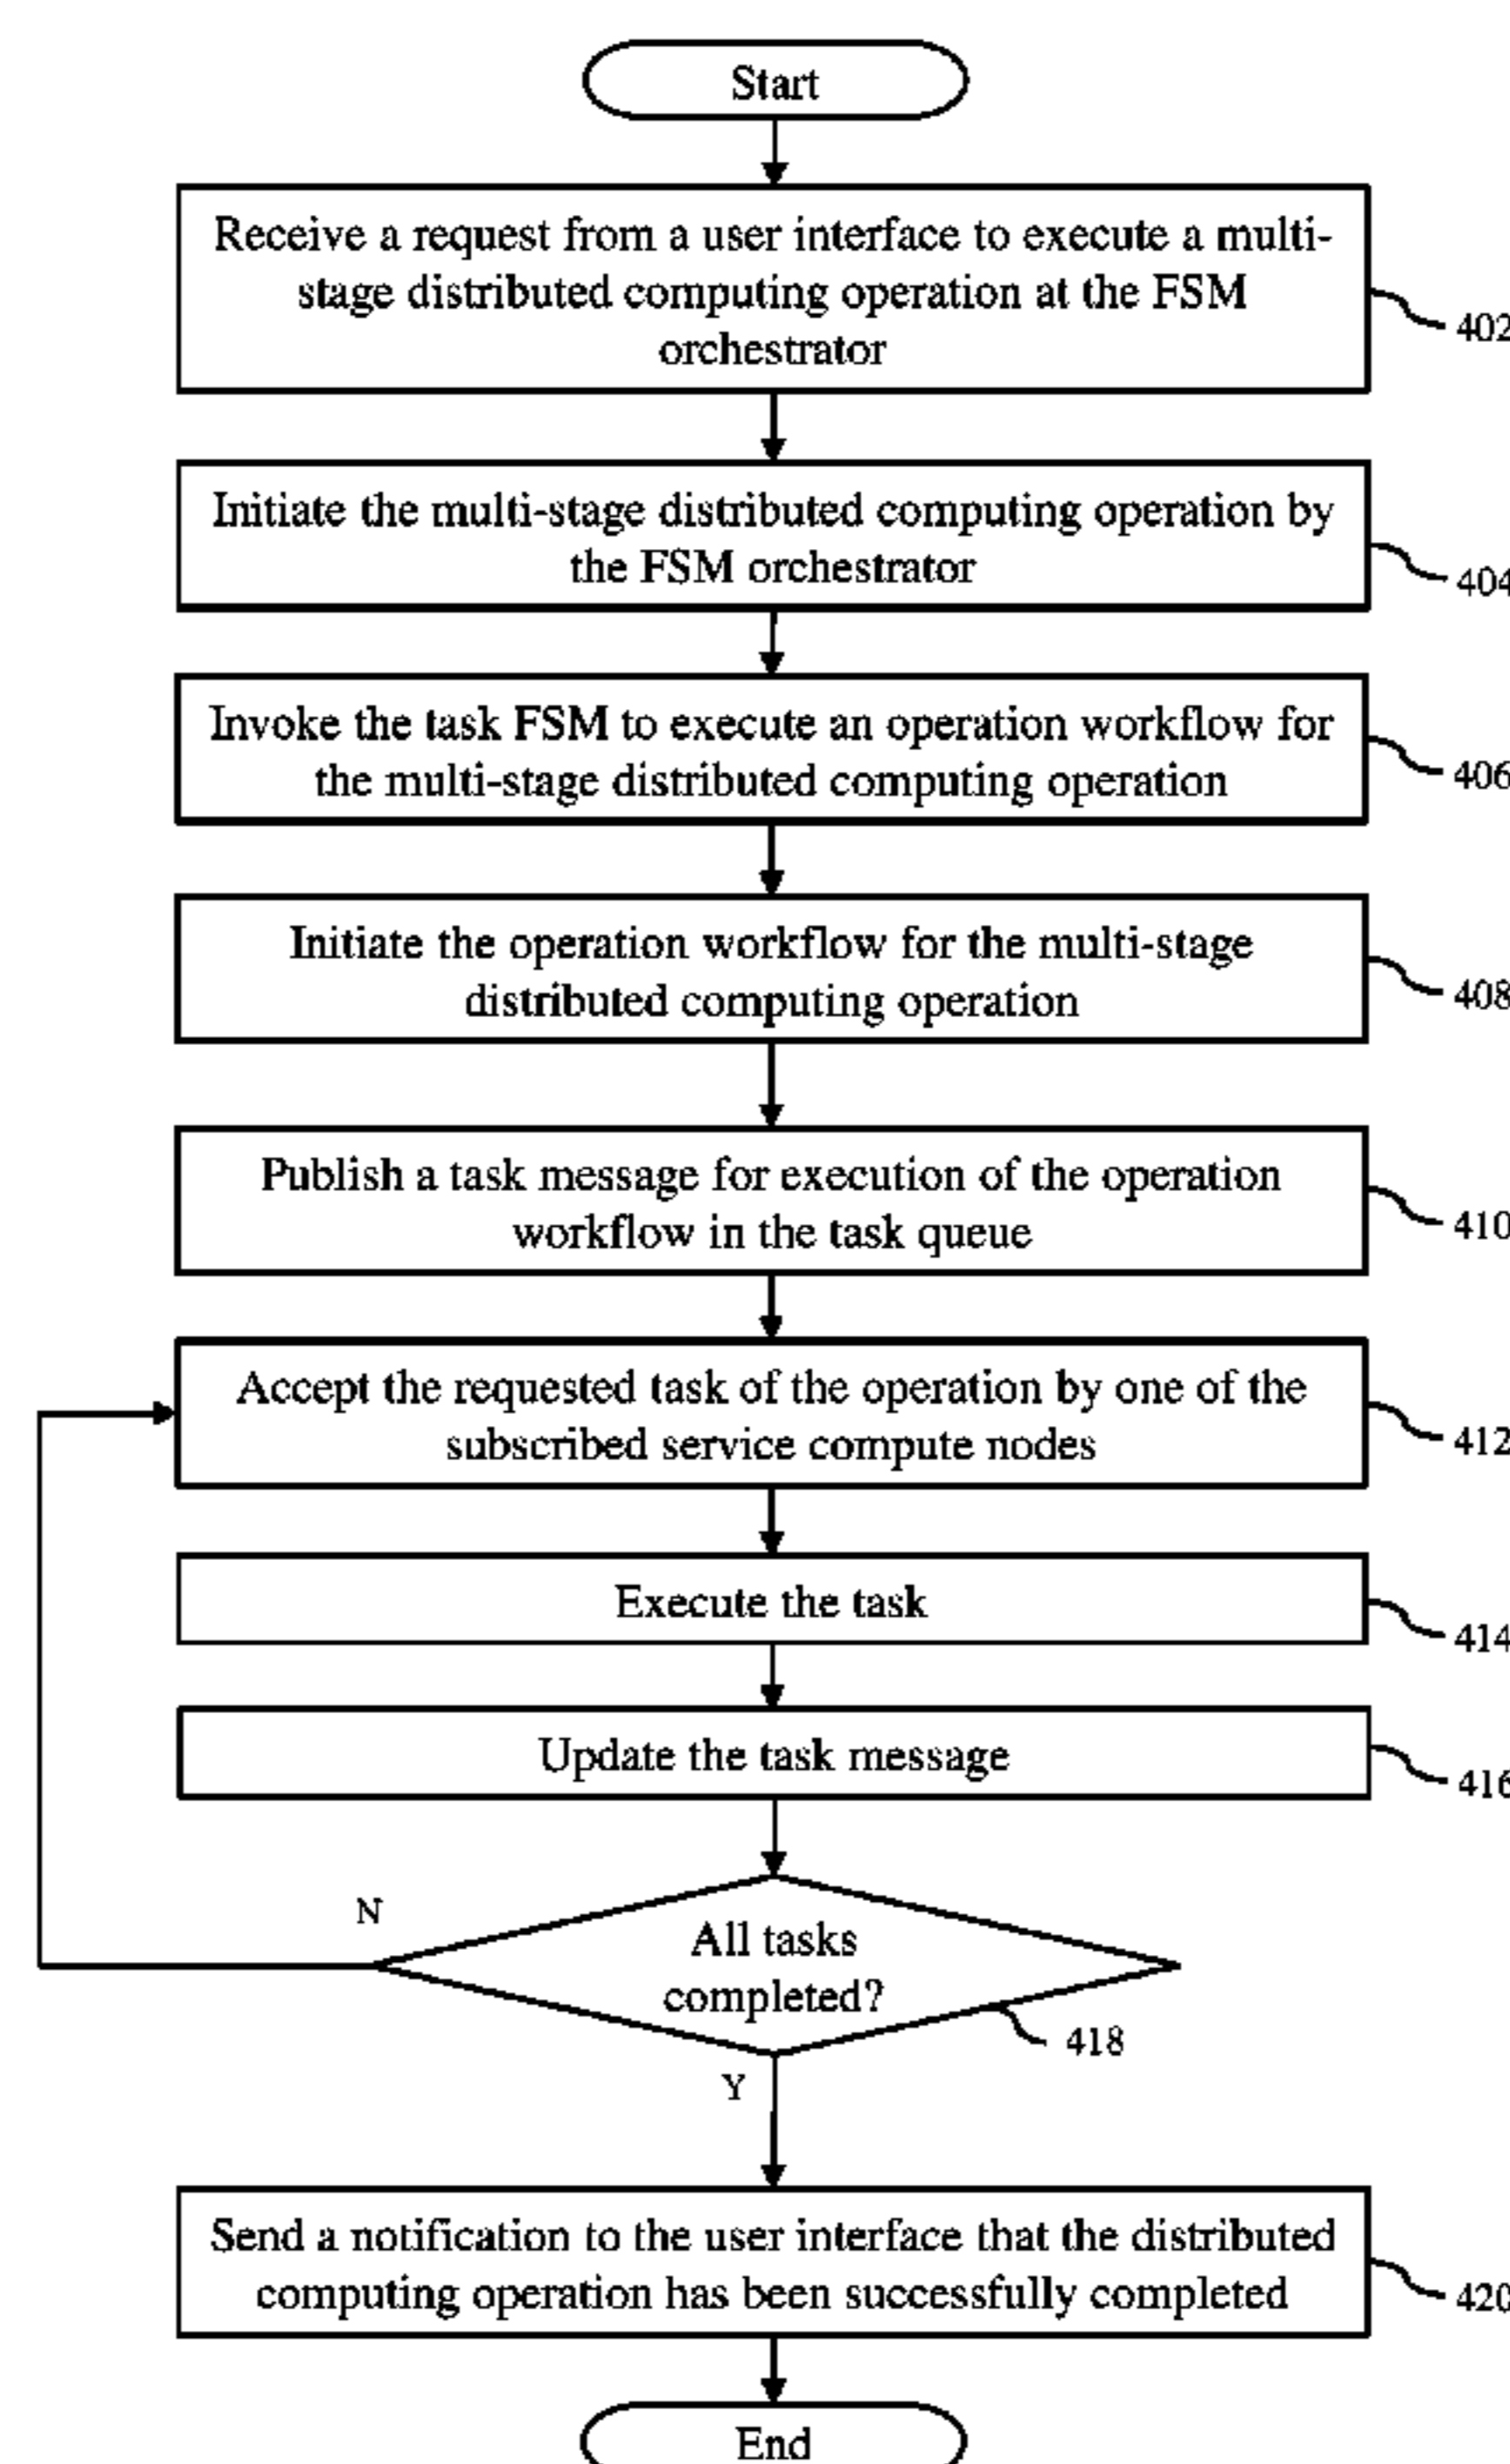 Start
Receive a request from a user interface to execute a multi-
stage distributed computing operation at the FSM
orchestrator
402
Initiate the multi-stage distributed computing operation by
the FSM orchestrator
404
Invoke the task FSM to execute an operation workflow for
the multi-stage distributed computing operation
406
Initiate the operation workflow for the multi-stage
distributed computing operation
408
Publish a task message for execution of the operation
workflow in the task queue
410
Accept the requested task of the operation by one of the
subscribed service compute nodes
412
Execute the task
414
Update the task message
416
N
All tasks
completed?
418
Y
Send a notification to the user interface that the distributed
computing operation has been successfully completed
420
End